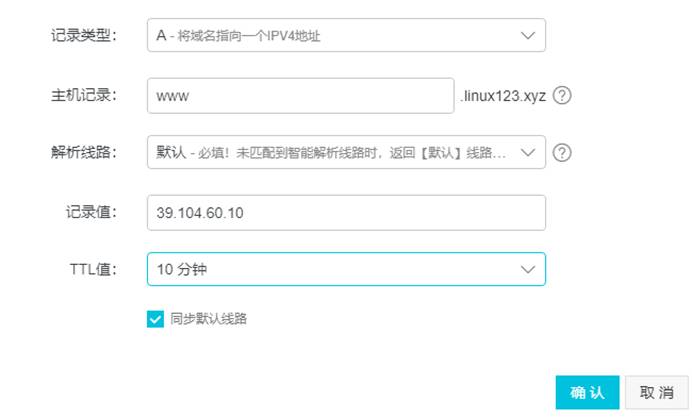 记录类型： A - 将域名指向一个IPV4地址
主机记录： www .linux123.xyz ?
解析线路： 默认 - 必填！未匹配到智能解析线路时，返回【默认】线路... ?
记录值： 39.104.60.10
TTL值： 10 分钟
同步默认线路
确认 取消